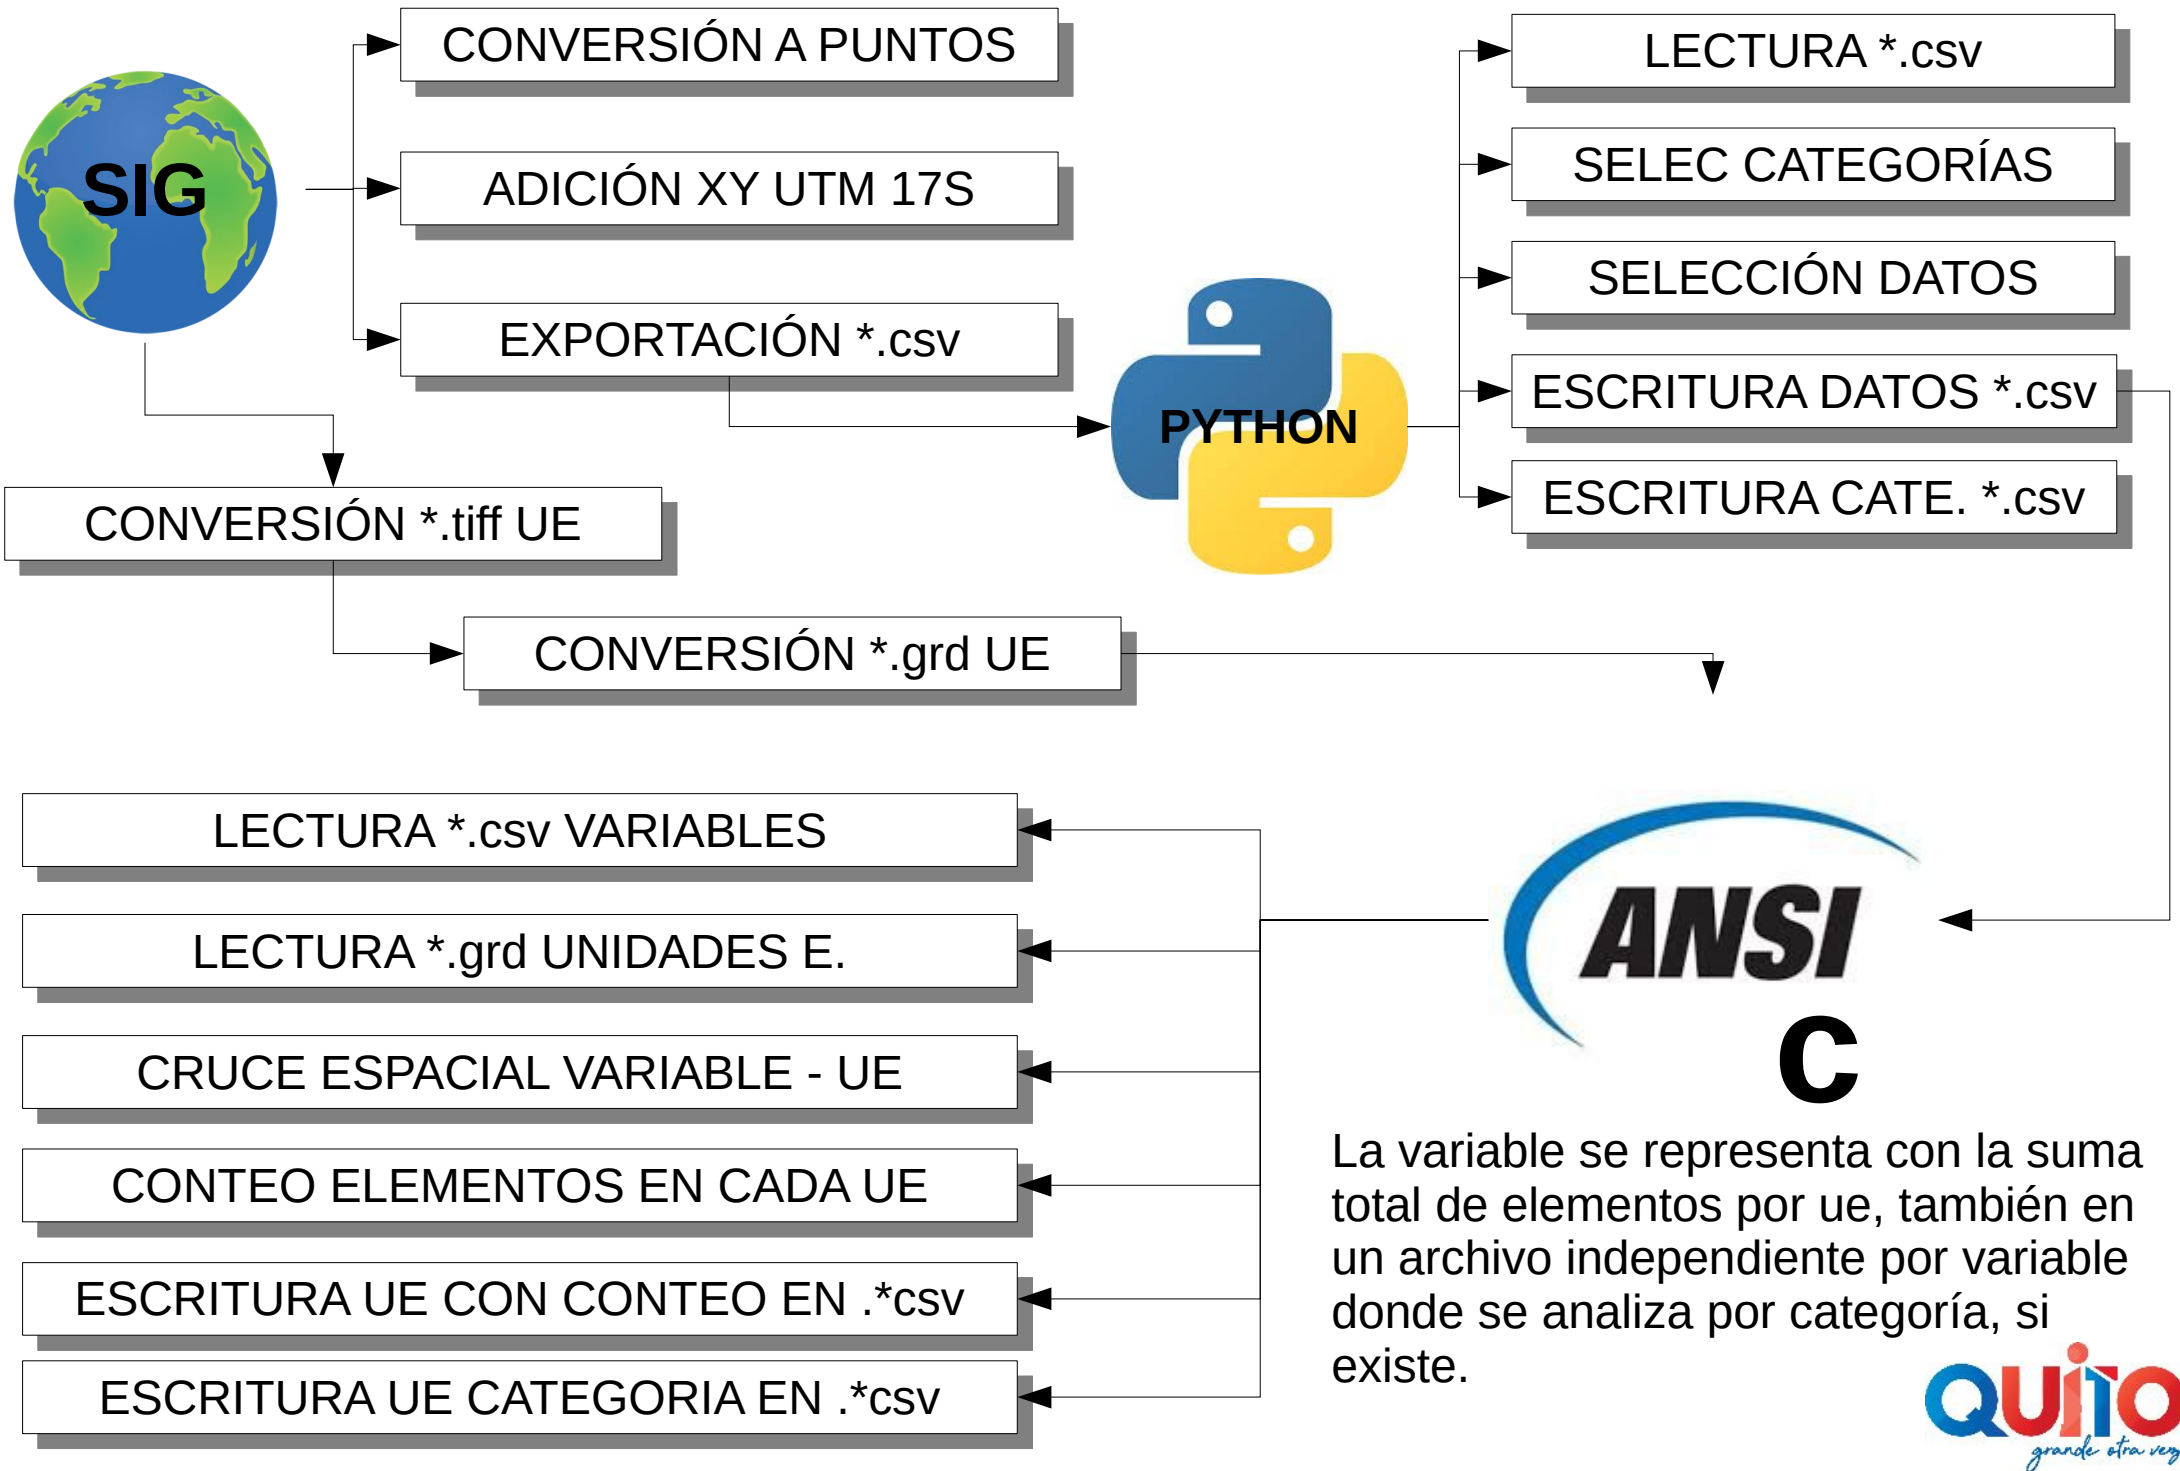 SIG
CONVERSIÓN A PUNTOS
ADICIÓN XY UTM 17S
EXPORTACIÓN *.csv
PYTHON
LECTURA *.csv
SELEC CATEGORÍAS
SELECCIÓN DATOS
ESCRITURA DATOS *.csv
ESCRITURA CATE. *.csv
CONVERSIÓN *.tiff UE
CONVERSIÓN *.grd UE
LECTURA *.csv VARIABLES
LECTURA *.grd UNIDADES E.
CRUCE ESPACIAL VARIABLE - UE
CONTEO ELEMENTOS EN CADA UE
ESCRITURA UE CON CONTEO EN .*csv
ESCRITURA UE CATEGORIA EN .*csv
ANSI
C
La variable se representa con la suma
total de elementos por ue, también en
un archivo independiente por variable
donde se analiza por categoría, si
existe.
QUITO
grande otra vez